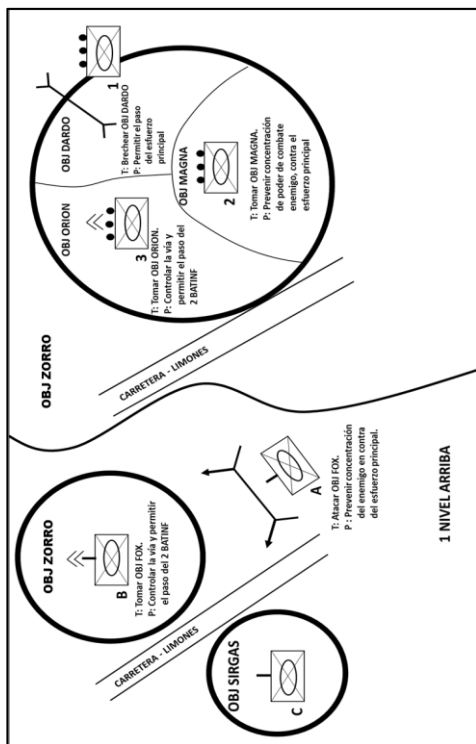 OBJ ZORRO
B
T: Tomar OBJ FOX.
P: Controlar la vía y permitir
el paso del 2 BATINF
CARRETERA - LIMONES
OBJ SIRGAS
C
A
T: Atacar OBJ FOX.
P : Prevenir concentración
del enemigo en contra
del esfuerzo principal.
1 NIVEL ARRIBA
OBJ ZORRO
CARRETERA - LIMONES
OBJ ORION
3
T: Tomar OBJ ORION.
P: Controlar la vía y
permitir el paso del
2 BATINF
OBJ DARDO
1
T: Brechear OBJ DARDO
P: Permitir el paso
del esfuerzo
principal
OBJ MAGNA
2
T: Tomar OBJ MAGNA.
P: Prevenir concentración
de poder de combate
enemigo, contra el
esfuerzo principal